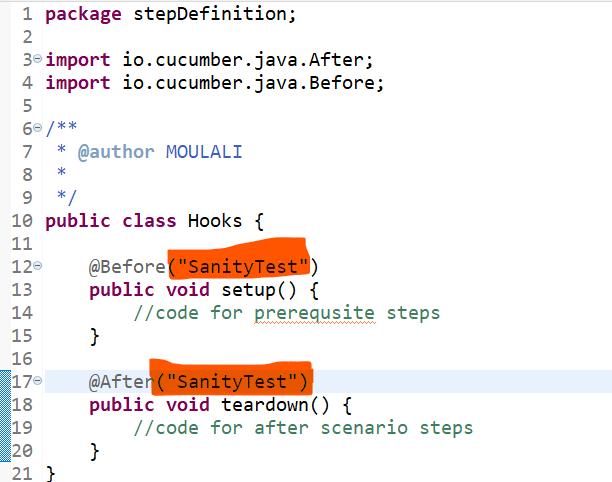 1 package stepDefinition;
2
3 import io.cucumber.java.After;
4 import io.cucumber.java.Before;
5
6 /**
7  * @author MOULALI
8  *
9  */
10 public class Hooks {
11
12     @Before("SanityTest")
13     public void setup() {
14         //code for prerequsite steps
15     }
16
17     @After("SanityTest")
18     public void teardown() {
19         //code for after scenario steps
20     }
21 }